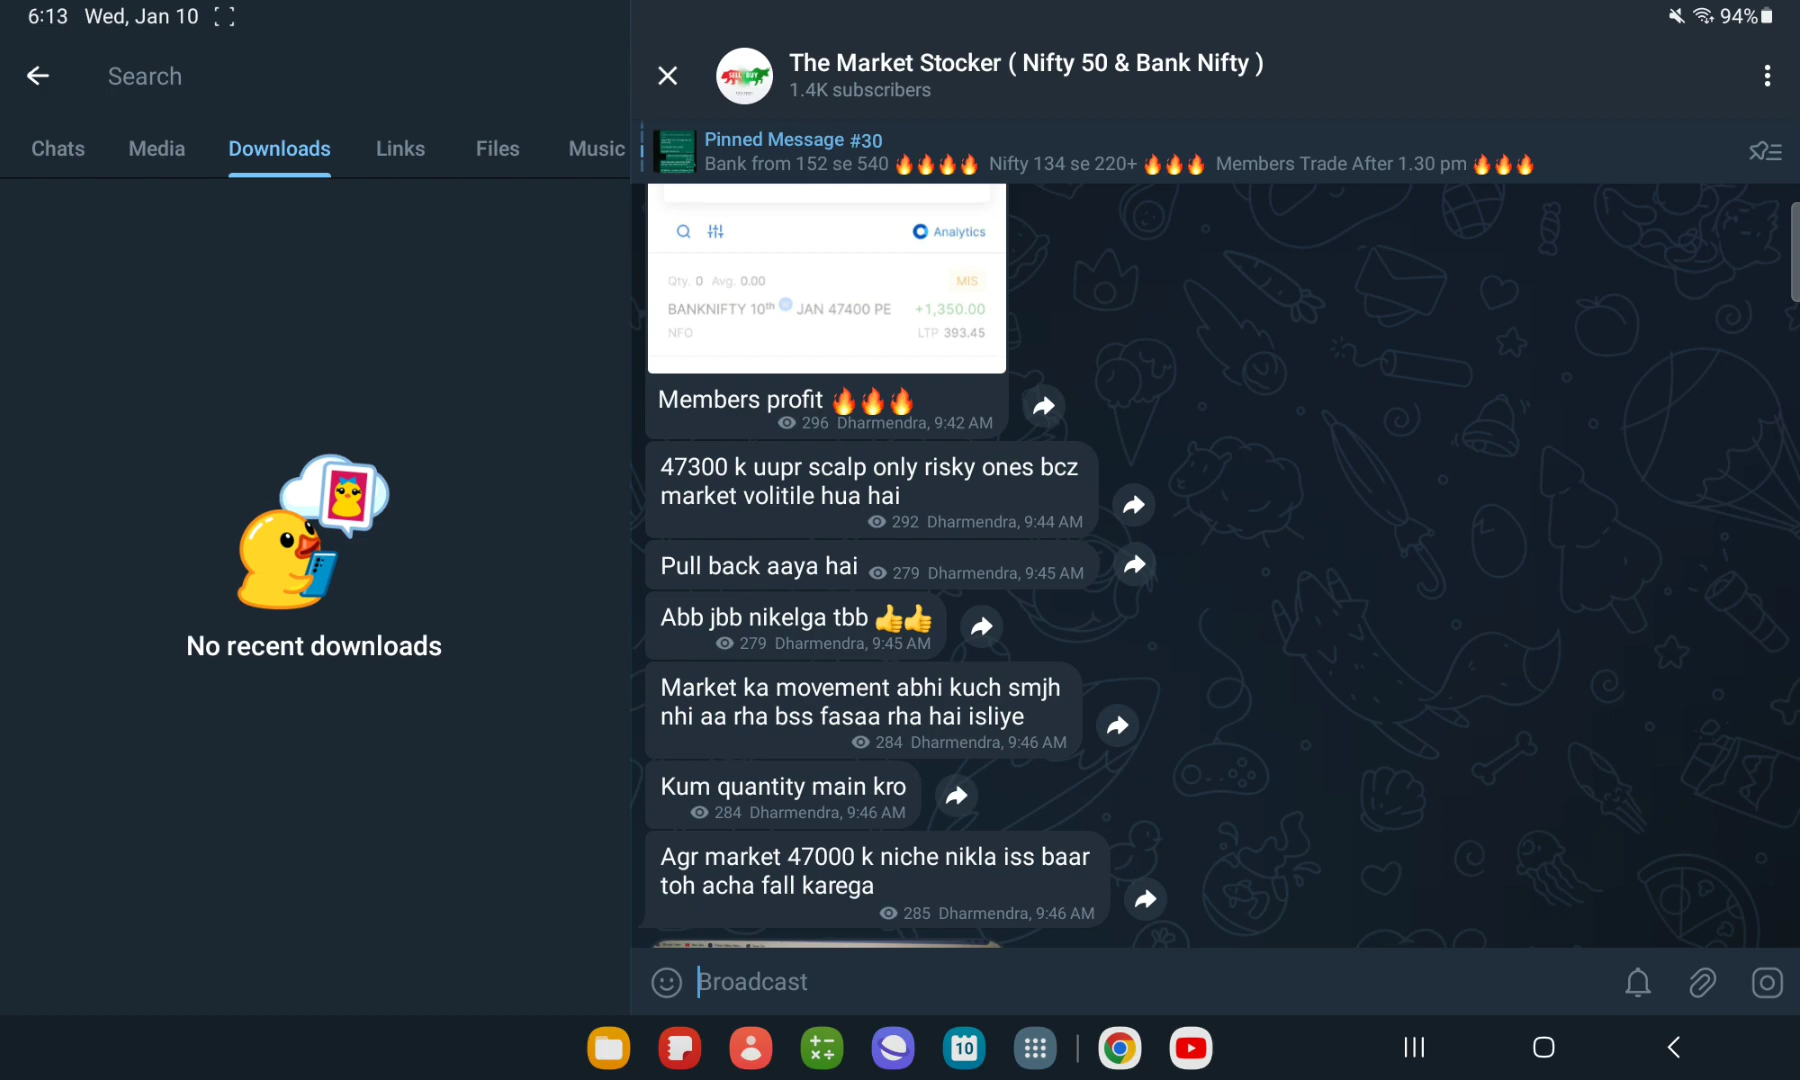 6:13 Wed, Jan 10
94%
Search
Chats Media Downloads Links Files Music
No recent downloads
The Market Stocker ( Nifty 50 & Bank Nifty )
1.4K subscribers
SELL BUY
Pinned Message #30
Bank from 152 se 540 🔥🔥🔥🔥 Nifty 134 se 220+ 🔥🔥🔥 Members Trade After 1.30 pm 🔥🔥🔥
Analytics
Qty. 0 Avg. 0.00 MIS
BANKNIFTY 10th W JAN 47400 PE +1,350.00
NFO LTP 393.45
Members profit 🔥🔥🔥
296 Dharmendra, 9:42 AM
47300 k uupr scalp only risky ones bcz
market volitile hua hai
292 Dharmendra, 9:44 AM
Pull back aaya hai 279 Dharmendra, 9:45 AM
Abb jbb nikelga tbb 👍👍
279 Dharmendra, 9:45 AM
Market ka movement abhi kuch smjh
nhi aa rha bss fasaa rha hai isliye
284 Dharmendra, 9:46 AM
Kum quantity main kro
284 Dharmendra, 9:46 AM
Agr market 47000 k niche nikla iss baar
toh acha fall karega
285 Dharmendra, 9:46 AM
Broadcast
10